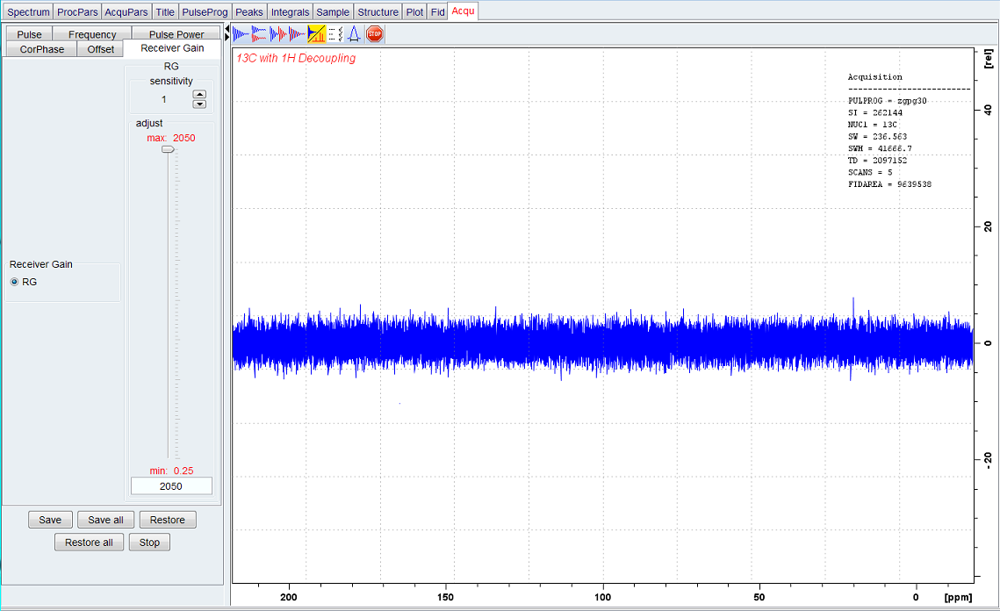 Spectrum ProcPars AcquPars Title PulseProg Peaks Integrals Sample Structure Plot Fid Acqu
Pulse Frequency Pulse Power
CorPhase Offset Receiver Gain
RG
sensitivity
1
adjust
max: 2050
Receiver Gain
RG
min: 0.25
2050
Save Save all Restore
Restore all Stop
STOP
13C with 1H Decoupling
Acquisition
PULPROG = zgpg30
SI = 262144
NUC1 = 13C
SW = 236.563
SWH = 41666.7
TD = 2097152
SCANS = 5
FIDAREA = 9639538
[rel]
40
20
0
-20
200 150 100 50 0 [ppm]